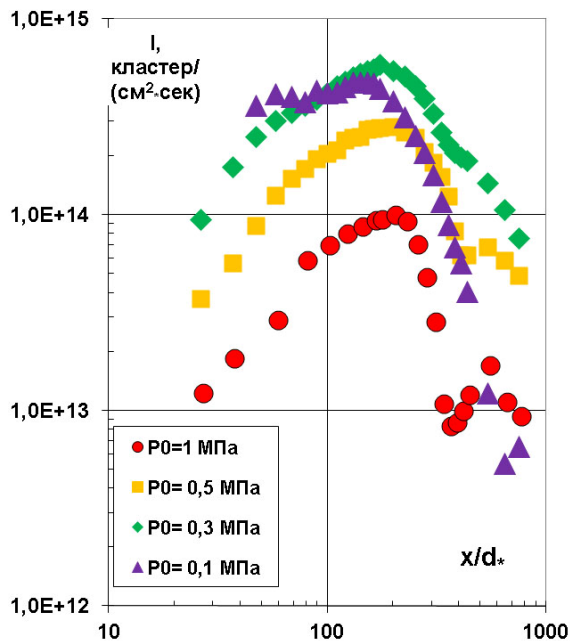 1,0E+15
I,
кластер/
(см²*сек)
1,0E+14
1,0E+13
P0=1 МПа
P0= 0,5 МПа
P0= 0,3 МПа
P0= 0,1 МПа
x/d*
1,0E+12
10
100
1000